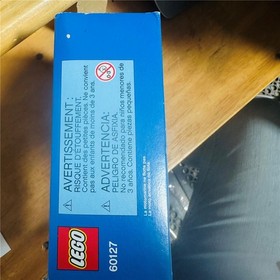 AVERTISSEMENT :
RISQUE D'ÉTOUFFEMENT.
Contient des petites pièces. Ne convient
pas aux enfants de moins de 3 ans.
ADVERTENCIA:
PELIGRO DE ASFIXIA.
No recomendado para niños menores de
3 años. Contiene piezas pequeñas.
LEGO
60127